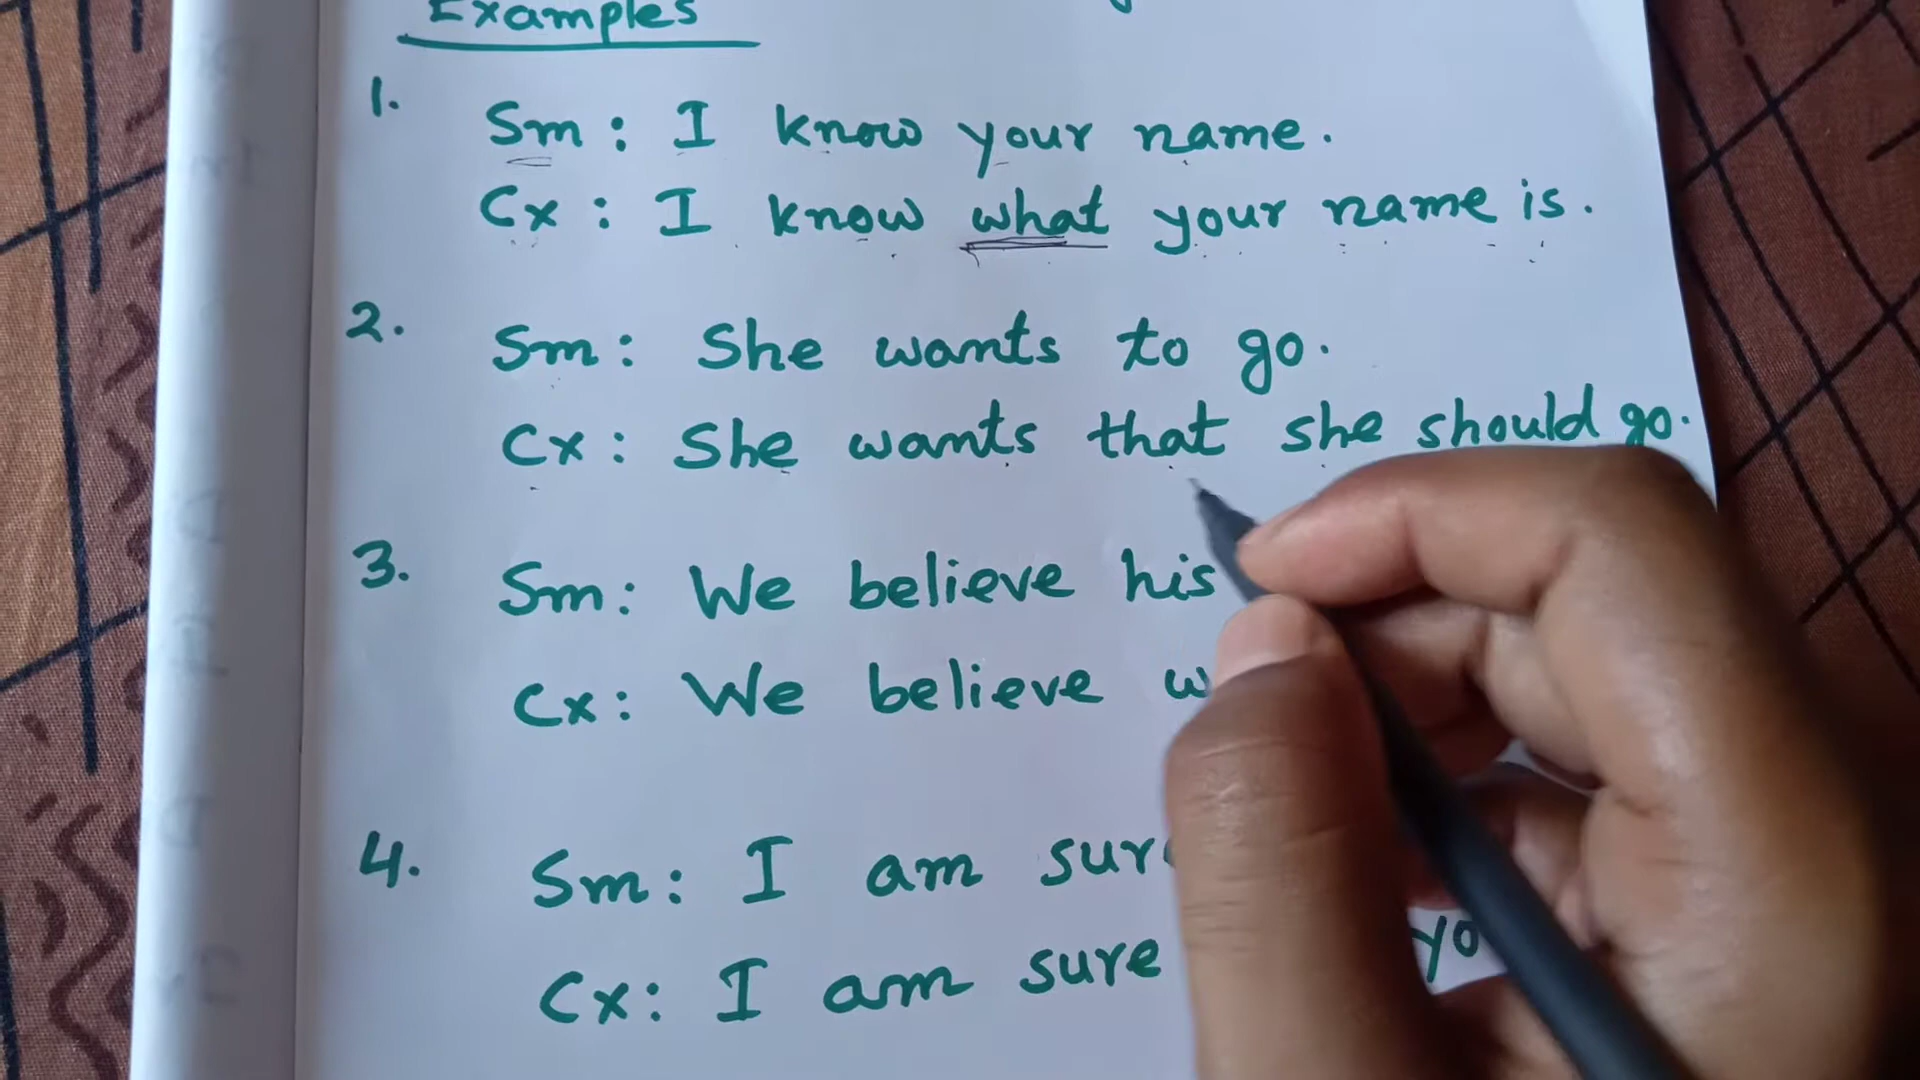 Examples
1. Sm : I know your name.
Cx : I know what your name is.
2. Sm : She wants to go.
Cx : She wants that she should go.
3. Sm : We believe his
Cx : We believe
4. Sm : I am
Cx : I am sure